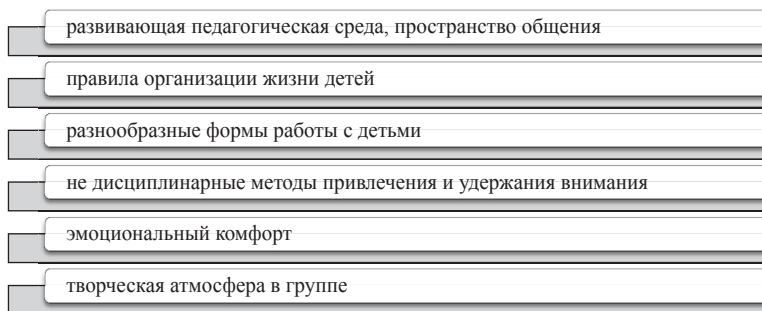 развивающая педагогическая среда, пространство общения
правила организации жизни детей
разнообразные формы работы с детьми
не дисциплинарные методы привлечения и удержания внимания
эмоциональный комфорт
творческая атмосфера в группе